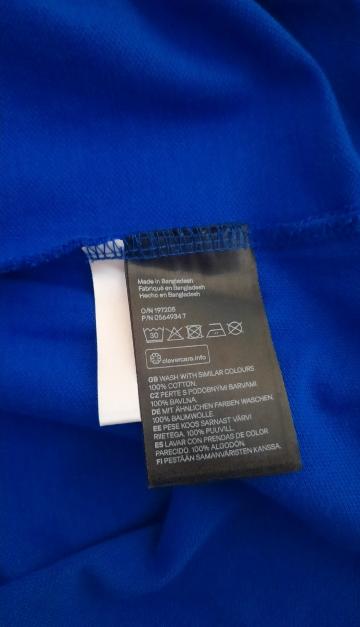 Made in Bangladesh
Fabriqué en Bangladesh
Hecho en Bangladesh
O/N 197205
P/N 0564934 7
30
clevercare.info
GB WASH WITH SIMILAR COLOURS
100% COTTON.
CZ PERTE S PODOBNÝMI BARVAMI.
100% BAVLNA.
DE MIT ÄHNLICHEN FARBEN WASCHEN.
100% BAUMWOLLE.
EE PESE KOOS SARNAST VÄRVI
RIIETEGA. 100% PUUVILL.
ES LAVAR CON PRENDAS DE COLOR
PARECIDO. 100% ALGODÓN.
FI PESTÄÄN SAMANVÄRISTEN KANSSA.